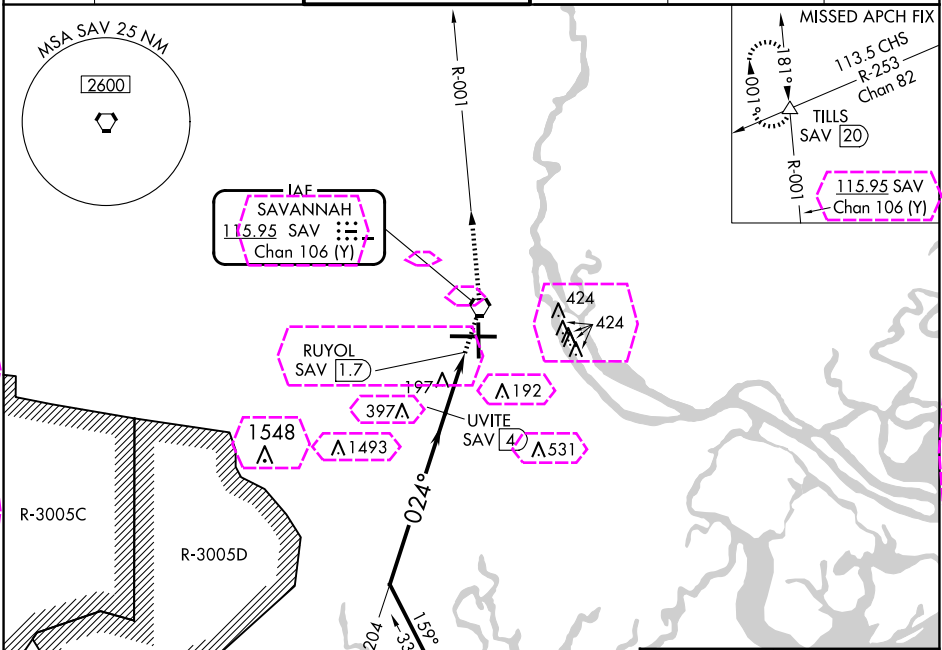 MSA SAV 25 NM
2600
R-001
MISSED APCH FIX
113.5 CHS
R-253
Chan 82
181°
001°
TILLS
SAV 20
R-001
115.95 SAV
Chan 106 (Y)
IAF
SAVANNAH
115.95 SAV
Chan 106 (Y)
424
424
RUYOL
SAV 1.7
197
192
397
UVITE
SAV 4
1548
1493
531
024°
R-3005C
R-3005D
204
33
159°